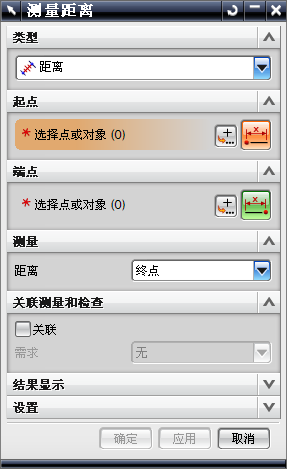 测量距离
类型
距离
起点
* 选择点或对象 (0)
端点
* 选择点或对象 (0)
测量
距离 终点
关联测量和检查
关联
需求 无
结果显示
设置
确定 应用 取消